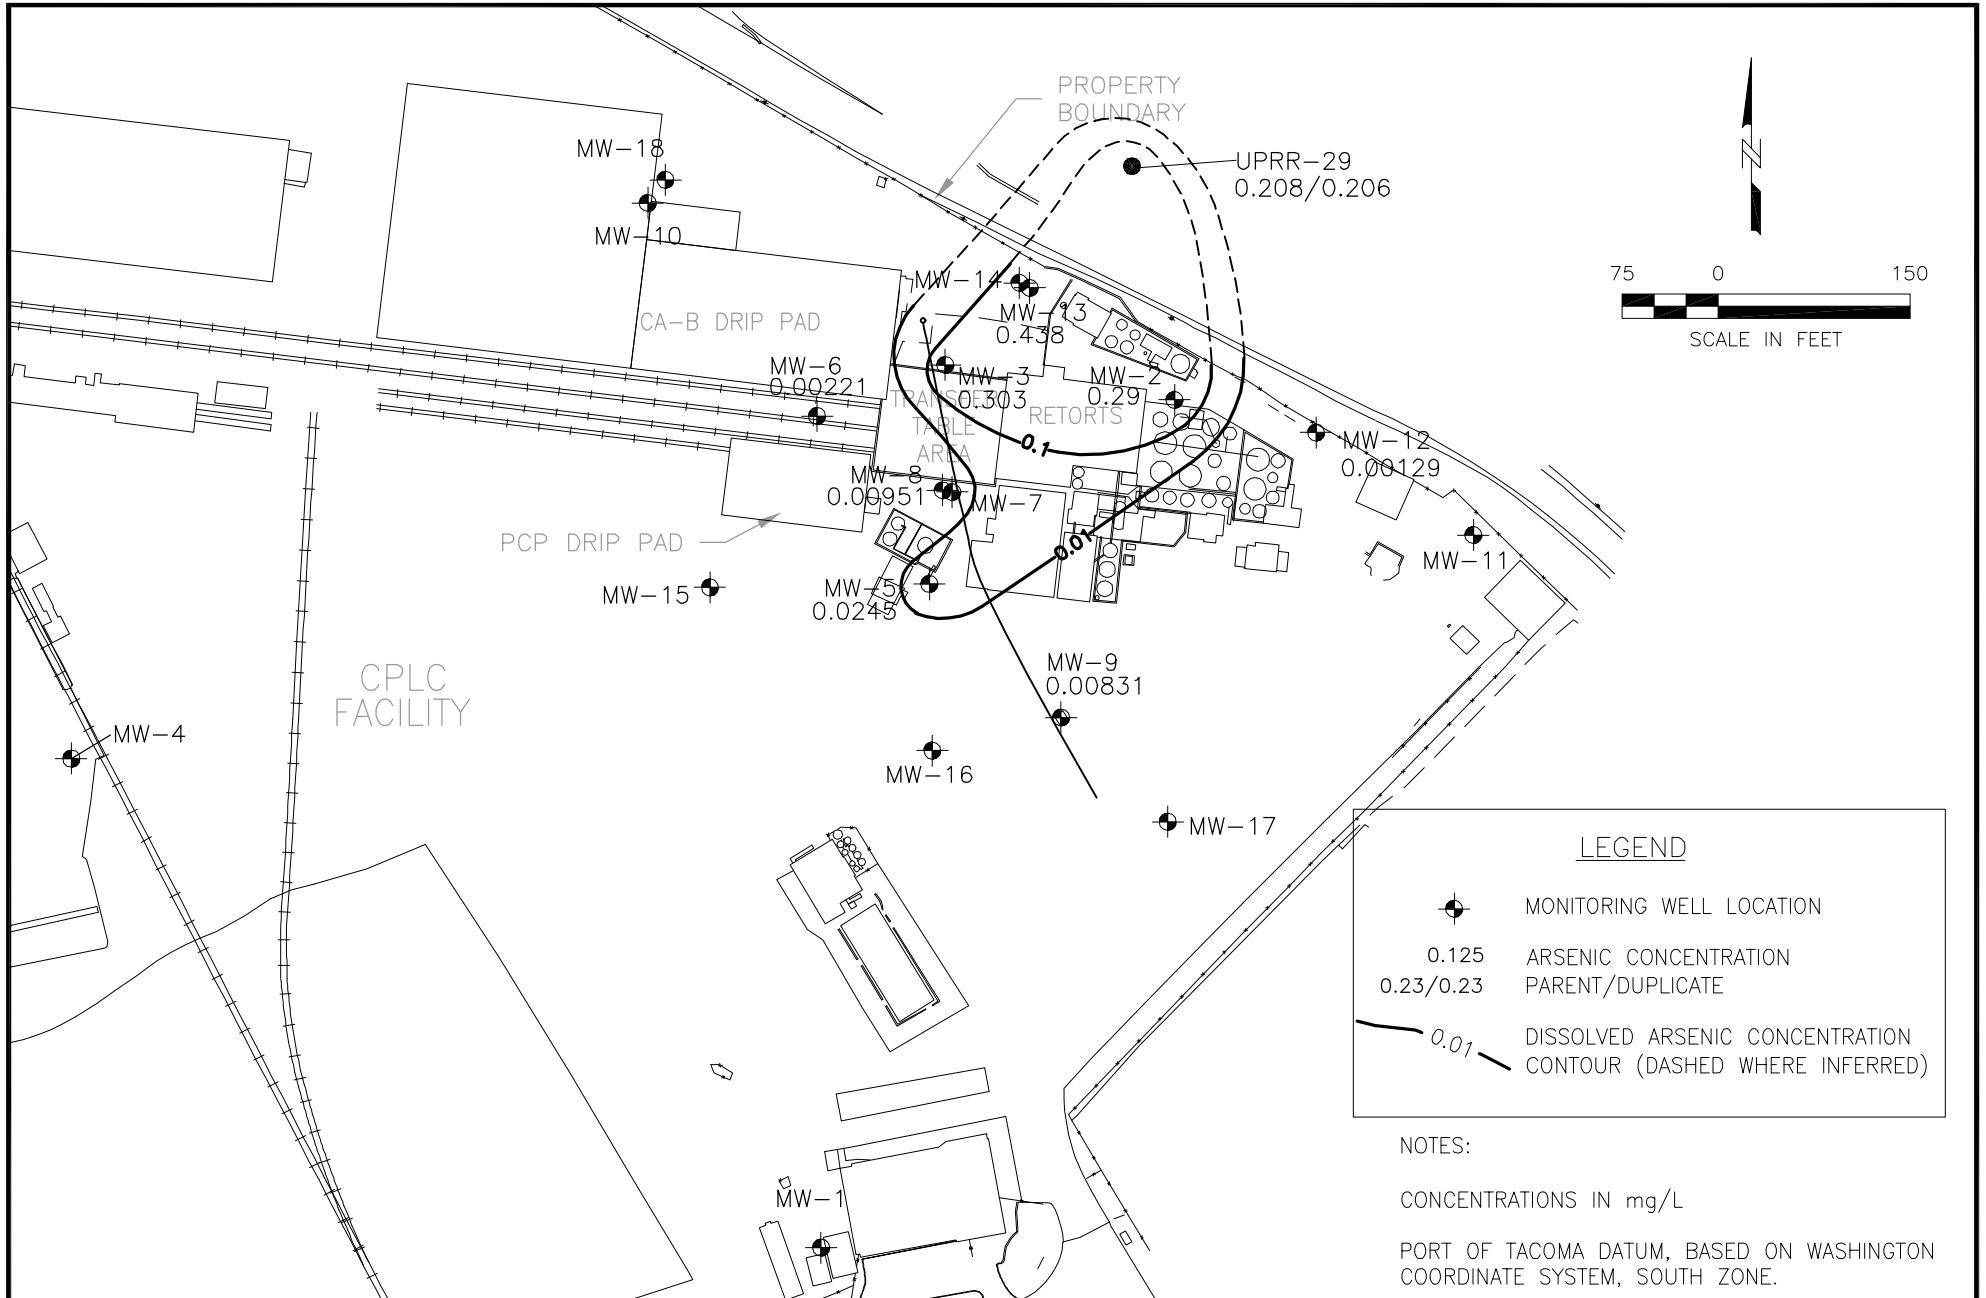 PROPERTY
BOUNDARY
MW-18
MW-10
UPRR-29
0.208/0.206
N
75 0 150
SCALE IN FEET
MW-14
MW-13
0.438
CA-B DRIP PAD
MW-6
0.00221
MW-3
0.303
TRANSFER
TABLE
AREA
RETORTS
MW-2
0.29
0.1
MW-12
0.00129
MW-8
0.00951
MW-7
PCP DRIP PAD
0.01
MW-11
MW-15
MW-5
0.0245
CPLC
FACILITY
MW-9
0.00831
MW-4
MW-16
MW-17
LEGEND
MONITORING WELL LOCATION
0.125 ARSENIC CONCENTRATION
0.23/0.23 PARENT/DUPLICATE
0.01 DISSOLVED ARSENIC CONCENTRATION
CONTOUR (DASHED WHERE INFERRED)
NOTES:
CONCENTRATIONS IN mg/L
PORT OF TACOMA DATUM, BASED ON WASHINGTON
COORDINATE SYSTEM, SOUTH ZONE.
MW-1